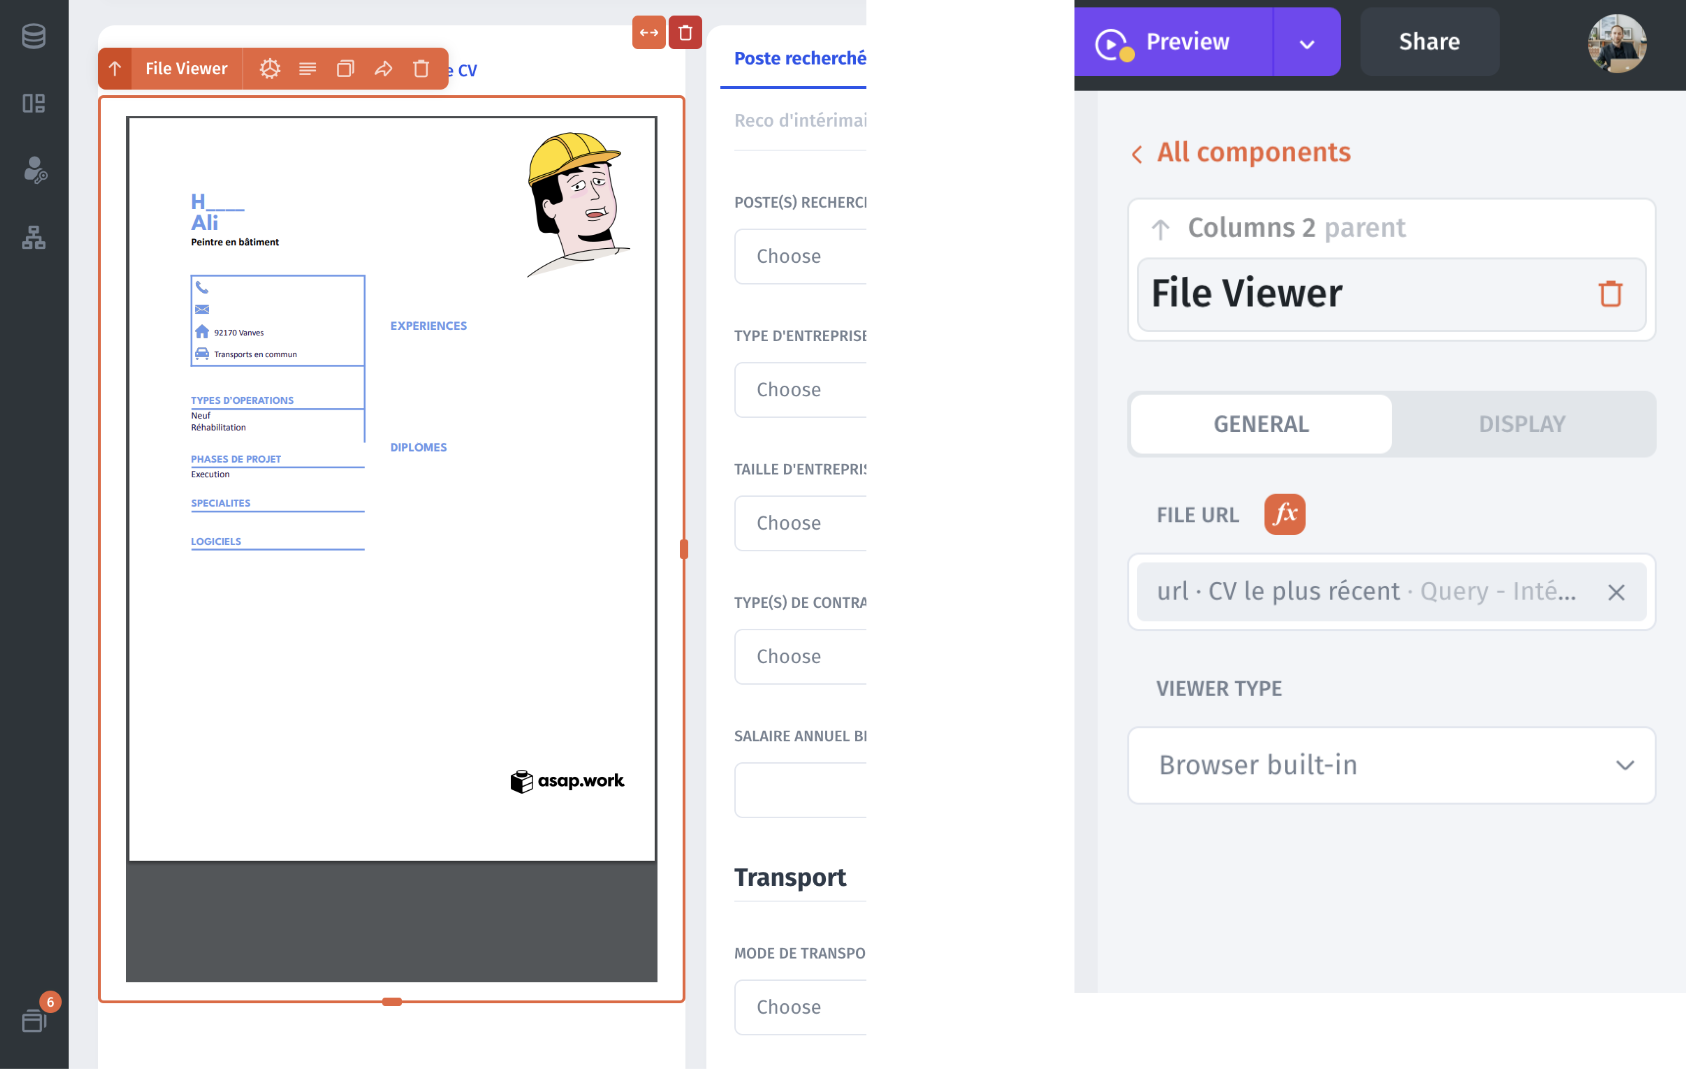 File Viewer
e CV
H____
Ali
Peintre en bâtiment
92170 Vanves
Transports en commun
TYPES D'OPERATIONS
Neuf
Réhabilitation
PHASES DE PROJET
Execution
SPECIALITES
LOGICIELS
EXPERIENCES
DIPLOMES
asap.work
6
Poste recherché
Reco d'intérimai
POSTE(S) RECHERC
Choose
TYPE D'ENTREPRISE
Choose
TAILLE D'ENTREPRIS
Choose
TYPE(S) DE CONTRA
Choose
SALAIRE ANNUEL B
Transport
MODE DE TRANSPO
Choose
Preview
Share
All components
Columns 2 parent
File Viewer
GENERAL
DISPLAY
FILE URL fx
url · CV le plus récent · Query - Inté...
VIEWER TYPE
Browser built-in